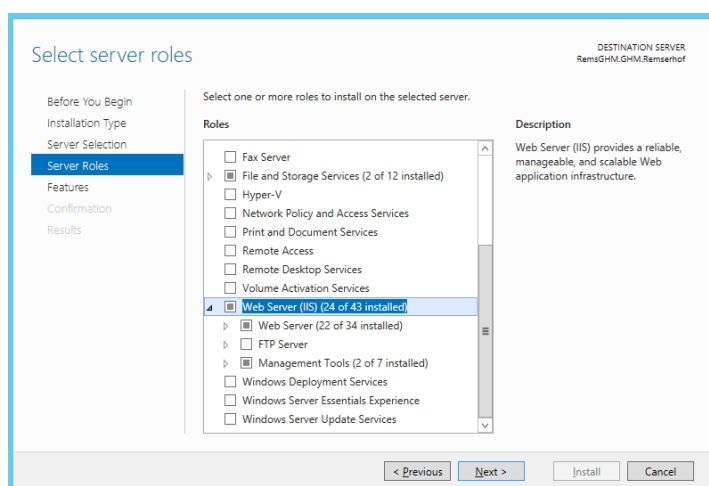 Select server roles
DESTINATION SERVER
RemsGHM.GHM.Remserhof
Before You Begin
Installation Type
Server Selection
Server Roles
Features
Confirmation
Results
Select one or more roles to install on the selected server.
Roles
Fax Server
File and Storage Services (2 of 12 installed)
Hyper-V
Network Policy and Access Services
Print and Document Services
Remote Access
Remote Desktop Services
Volume Activation Services
Web Server (IIS) (24 of 43 installed)
Web Server (22 of 34 installed)
FTP Server
Management Tools (2 of 7 installed)
Windows Deployment Services
Windows Server Essentials Experience
Windows Server Update Services
Description
Web Server (IIS) provides a reliable,
manageable, and scalable Web
application infrastructure.
< Previous
Next >
Install
Cancel